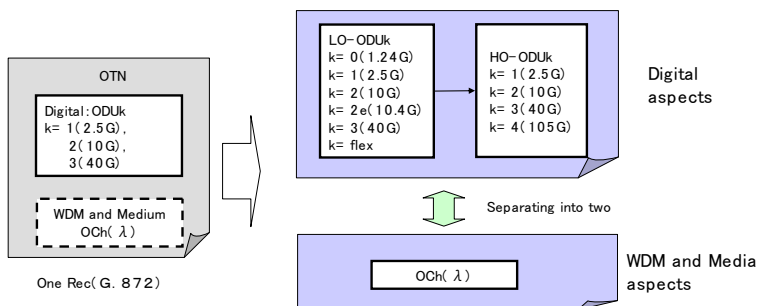 OTN
Digital:ODUk
k= 1(2.5G),
2(10G),
3(40G)
WDM and Medium
OCh( λ )
One Rec(G. 872)
LO-ODUk
k= 0(1.24G)
k= 1(2.5G)
k= 2(10G)
k= 2e(10.4G)
k= 3(40G)
k= flex
HO-ODUk
k= 1(2.5G)
k= 2(10G)
k= 3(40G)
k= 4(105G)
Digital
aspects
Separating into two
OCh( λ )
WDM and Media
aspects